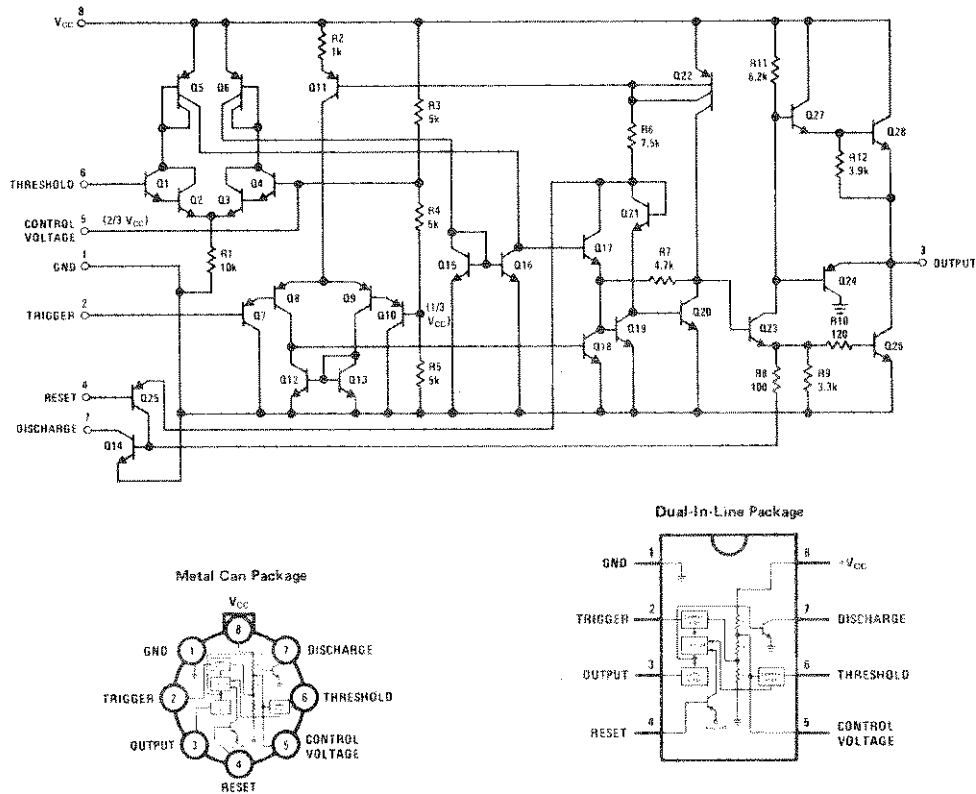 8
V_CC
R2
1k
R11
6.2k
Q5
Q6
Q11
Q22
Q27
Q28
R3
5k
R6
7.5k
R12
3.9k
6
THRESHOLD
Q1
Q2
Q3
Q4
5
CONTROL
VOLTAGE
(2/3 V_CC)
R4
5k
Q21
R1
10k
1
GND
Q15
Q16
Q17
R7
4.7k
3
OUTPUT
Q24
2
TRIGGER
Q7
Q8
Q9
Q10
(1/3
V_CC)
Q18
Q19
Q20
Q23
R10
120
Q26
Q12
Q13
R5
5k
R8
100
R9
3.3k
4
RESET
Q25
7
DISCHARGE
Q14
Metal Can Package
V_CC
8
GND
1
7
DISCHARGE
TRIGGER
2
6
THRESHOLD
OUTPUT
3
5
CONTROL
VOLTAGE
4
RESET
Dual-In-Line Package
GND
1
8
+V_CC
TRIGGER
2
7
DISCHARGE
OUTPUT
3
6
THRESHOLD
RESET
4
5
CONTROL
VOLTAGE